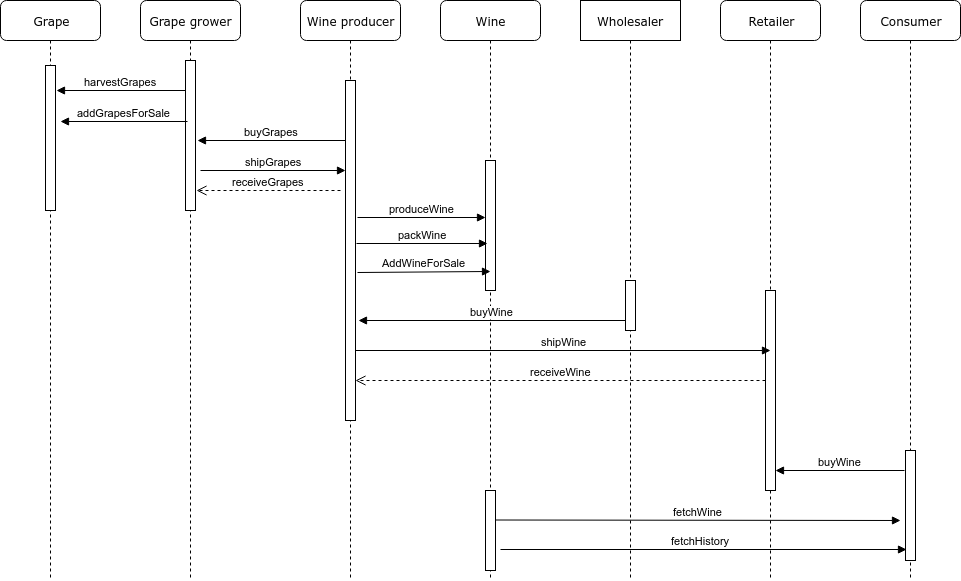 Grape
Grape grower
Wine producer
Wine
Wholesaler
Retailer
Consumer
harvestGrapes
addGrapesForSale
buyGrapes
shipGrapes
receiveGrapes
produceWine
packWine
AddWineForSale
buyWine
shipWine
receiveWine
buyWine
fetchWine
fetchHistory